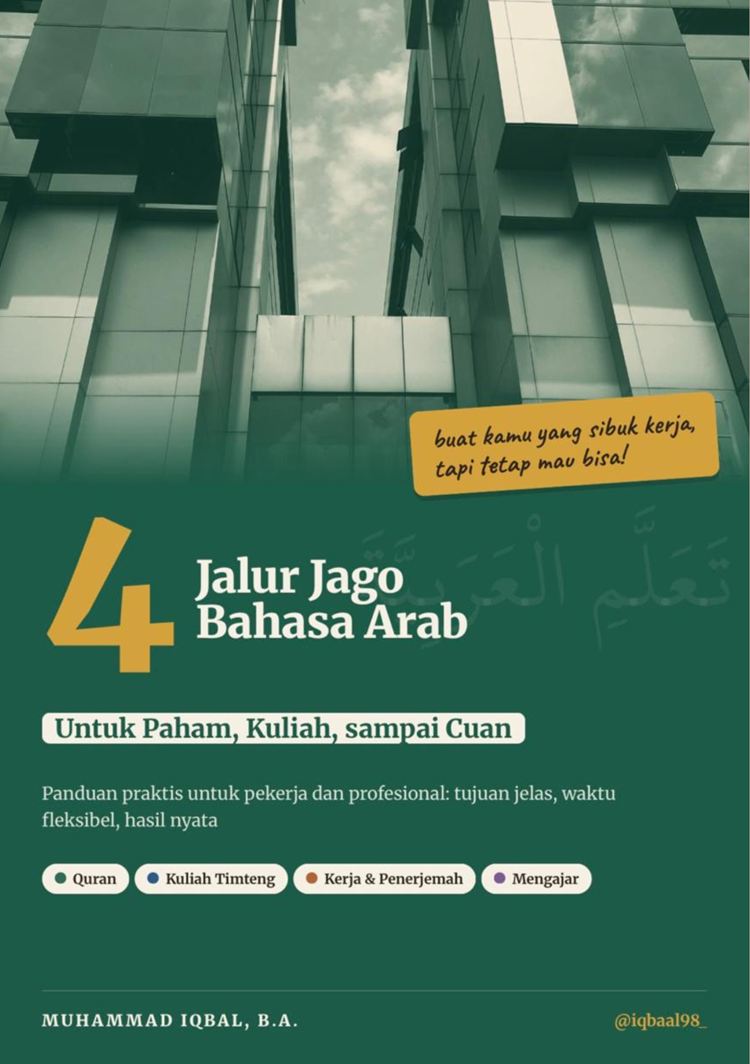 buat kamu yang sibuk kerja,
tapi tetap mau bisa!
تَعَلَّمِ الْعَرَبِيَّةَ
4
Jalur Jago
Bahasa Arab
Untuk Paham, Kuliah, sampai Cuan
Panduan praktis untuk pekerja dan profesional: tujuan jelas, waktu
fleksibel, hasil nyata
Quran
Kuliah Timteng
Kerja & Penerjemah
Mengajar
MUHAMMAD IQBAL, B.A.
@iqbaal98_